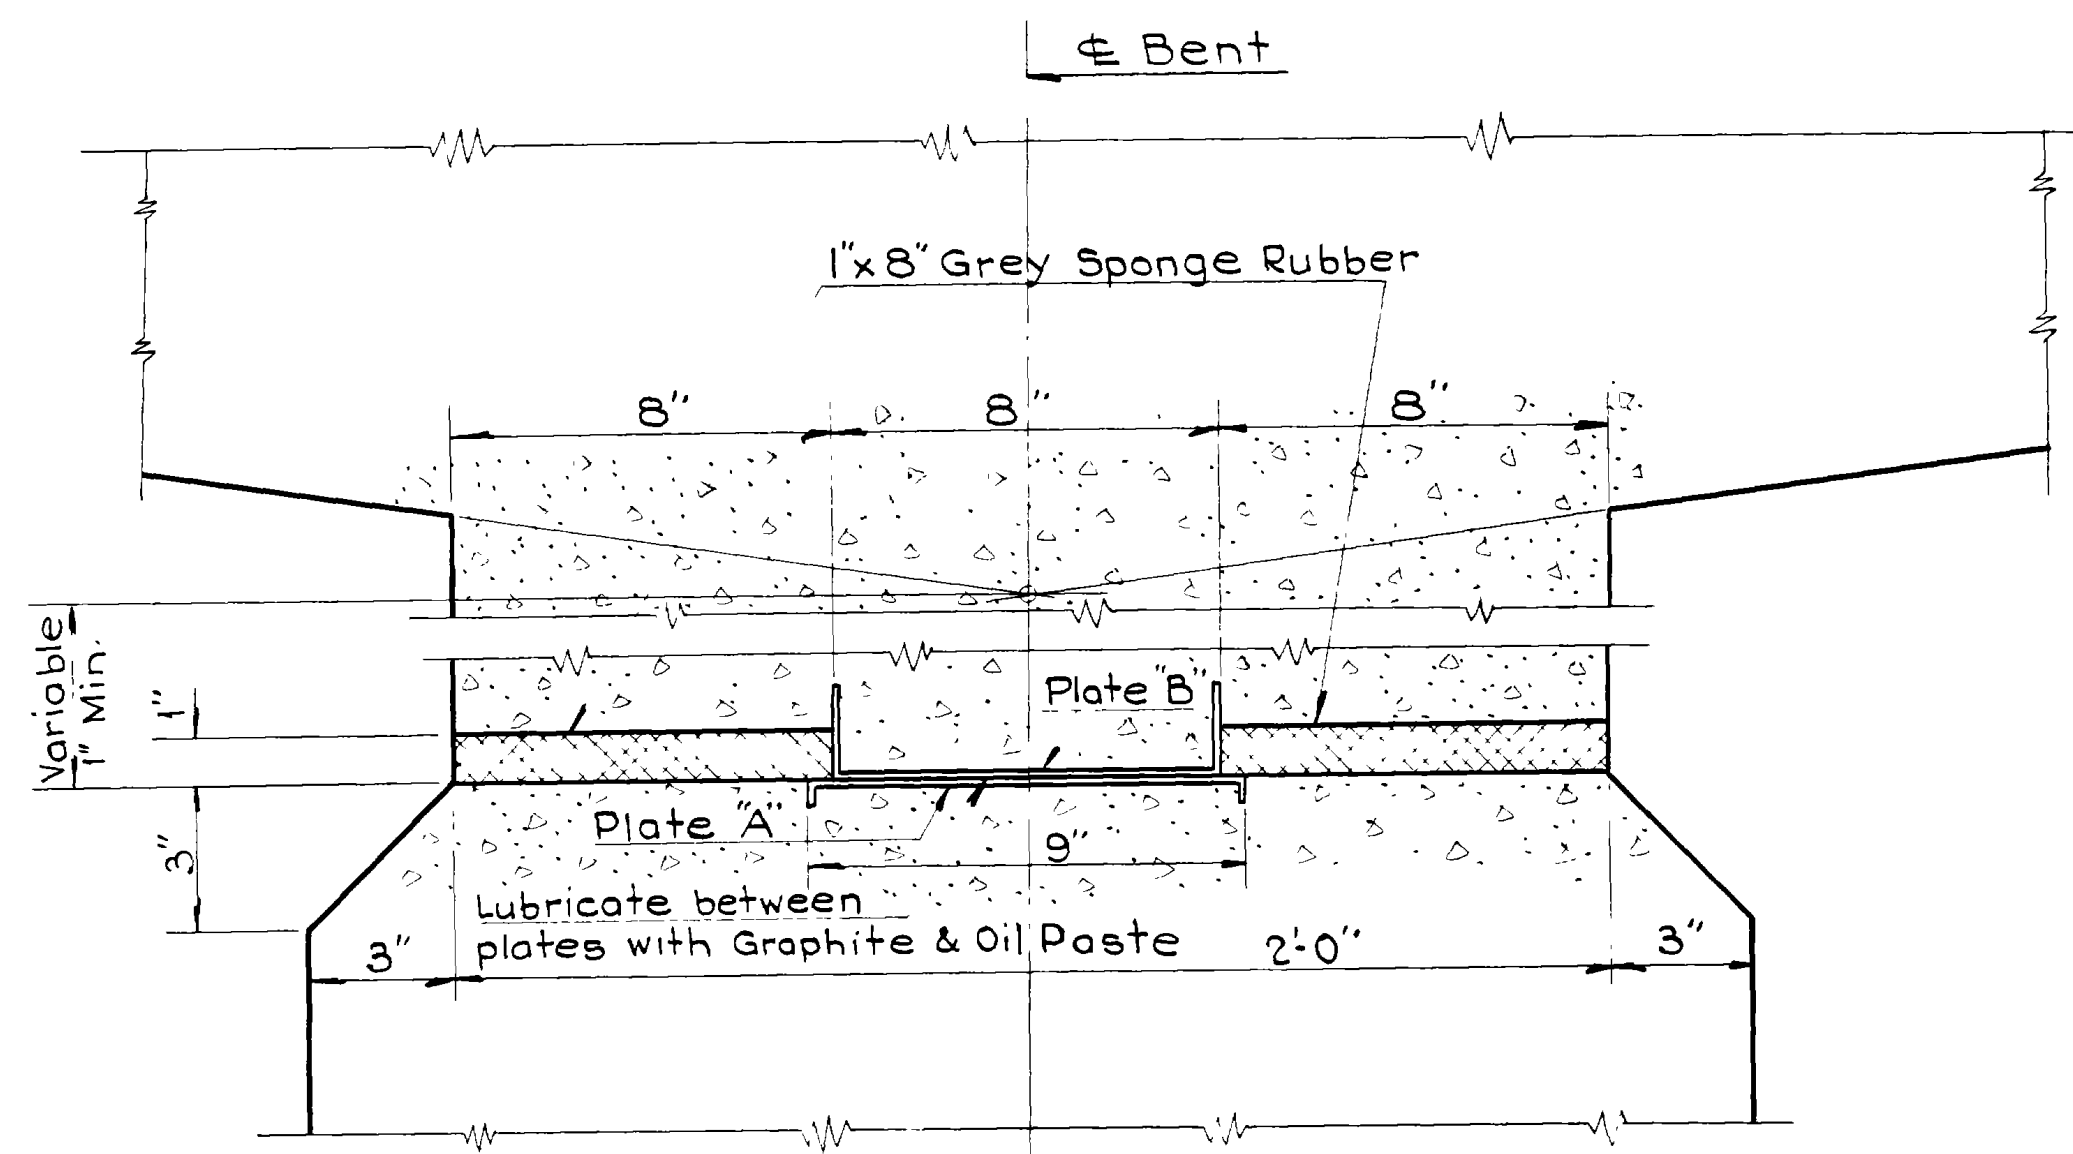 ℄ Bent
1"x 8" Grey Sponge Rubber
8" 8" 8"
Variable
1" Min.
1"
Plate "B"
Plate "A"
3"
9"
Lubricate between
plates with Graphite & Oil Paste
3" 2'-0" 3"